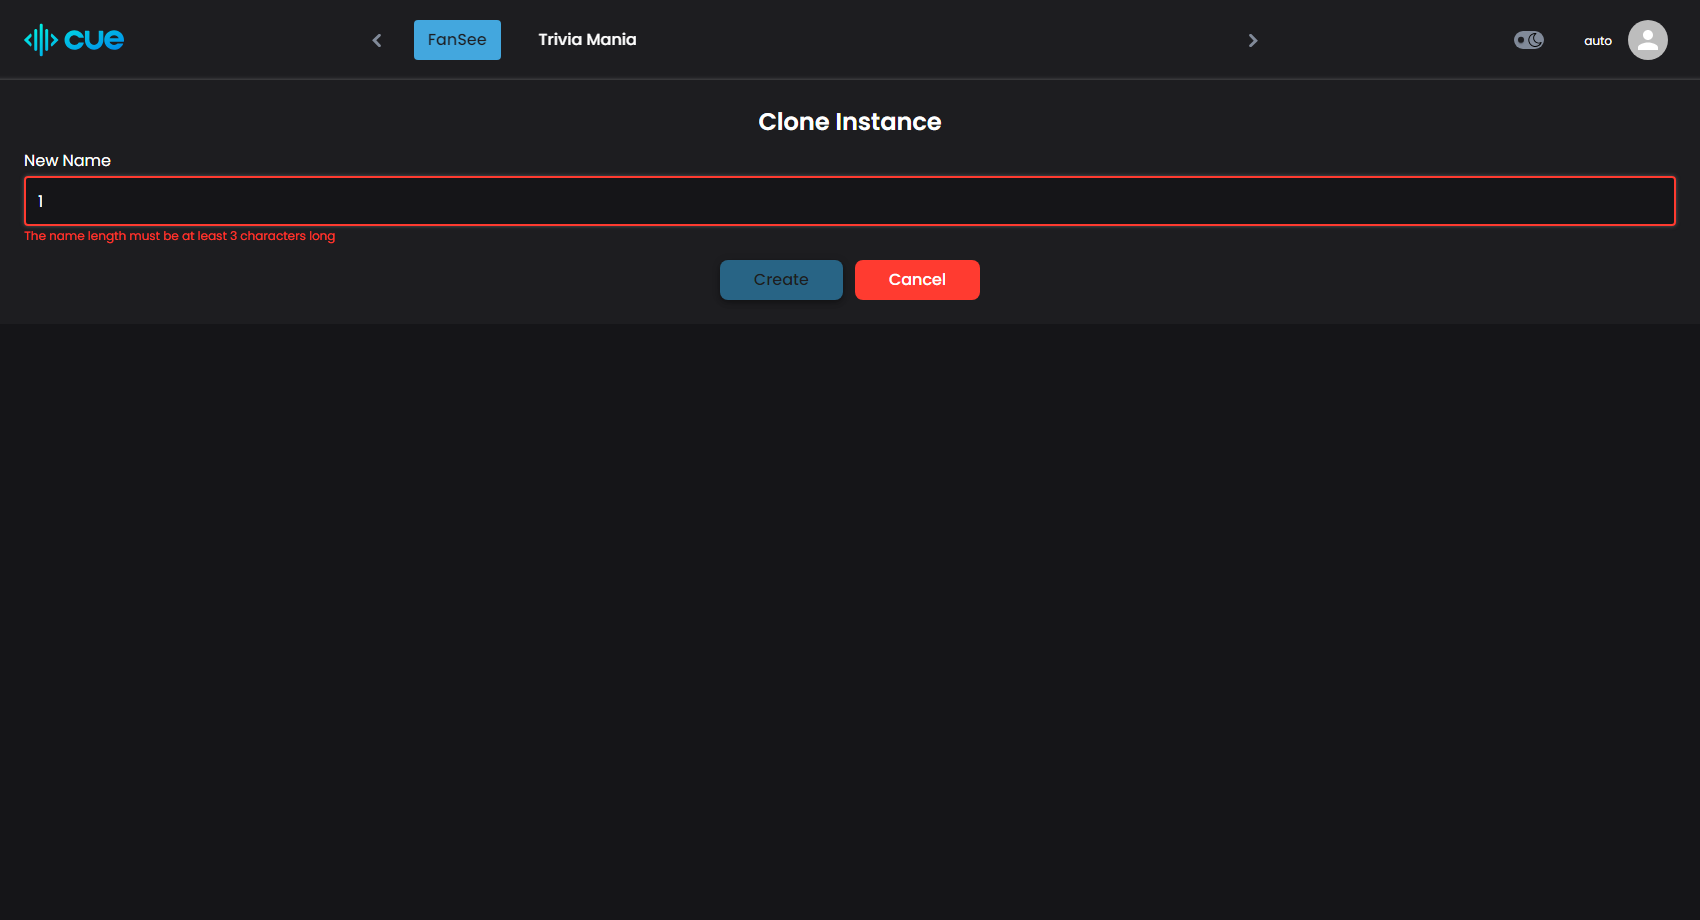 cue
FanSee
Trivia Mania
auto
Clone Instance
New Name
1
The name length must be at least 3 characters long
Create
Cancel